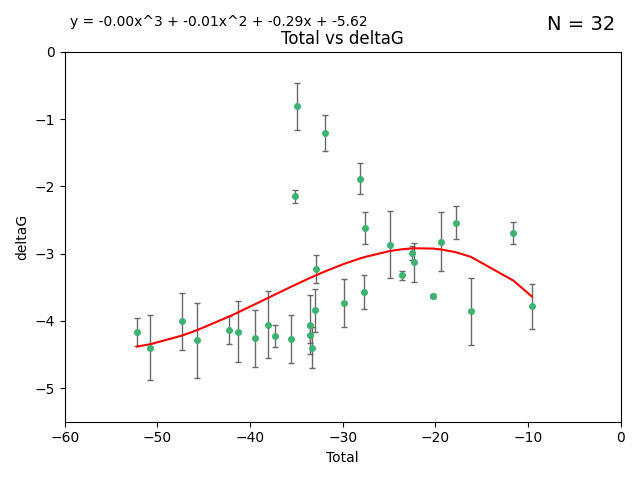 y = -0.00x^3 + -0.01x^2 + -0.29x + -5.62
N = 32
Total vs deltaG
0
−1
−2
−3
−4
−5
deltaG
−60 −50 −40 −30 −20 −10 0
Total